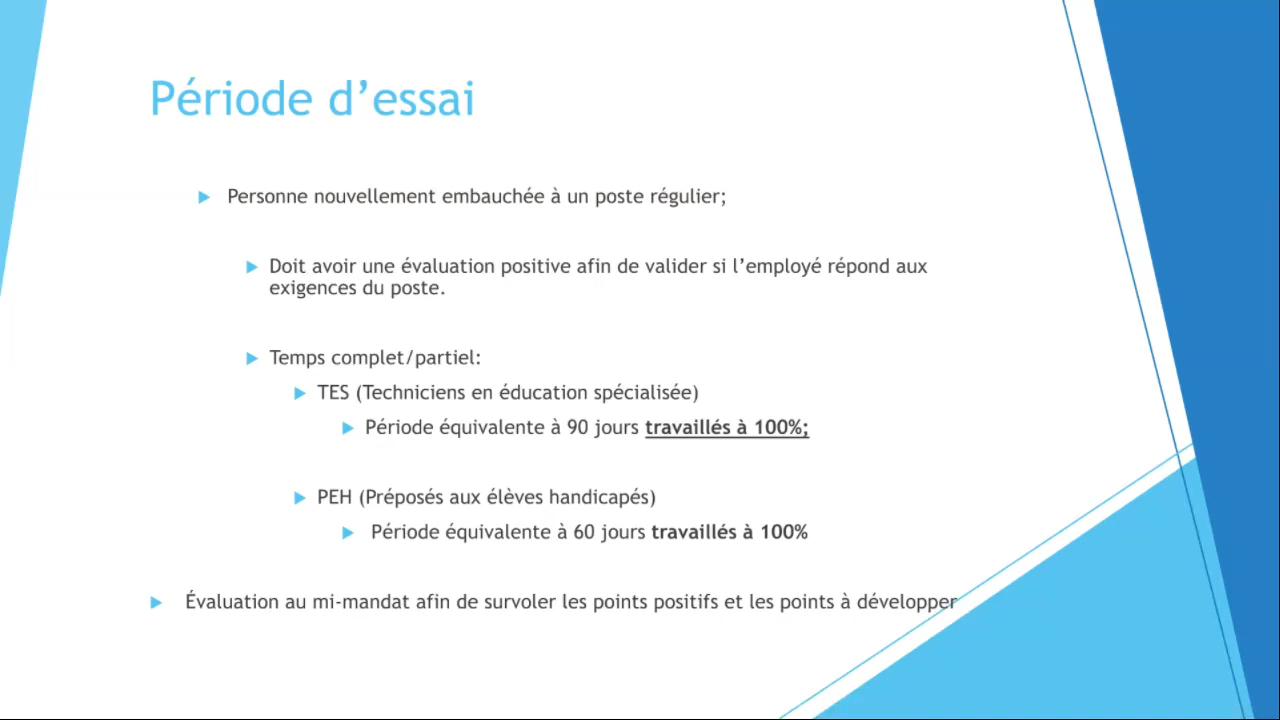 Période d’essai
Personne nouvellement embauchée à un poste régulier;
Doit avoir une évaluation positive afin de valider si l’employé répond aux
exigences du poste.
Temps complet/partiel:
TES (Techniciens en éducation spécialisée)
Période équivalente à 90 jours travaillés à 100%;
PEH (Préposés aux élèves handicapés)
Période équivalente à 60 jours travaillés à 100%
Évaluation au mi-mandat afin de survoler les points positifs et les points à développer